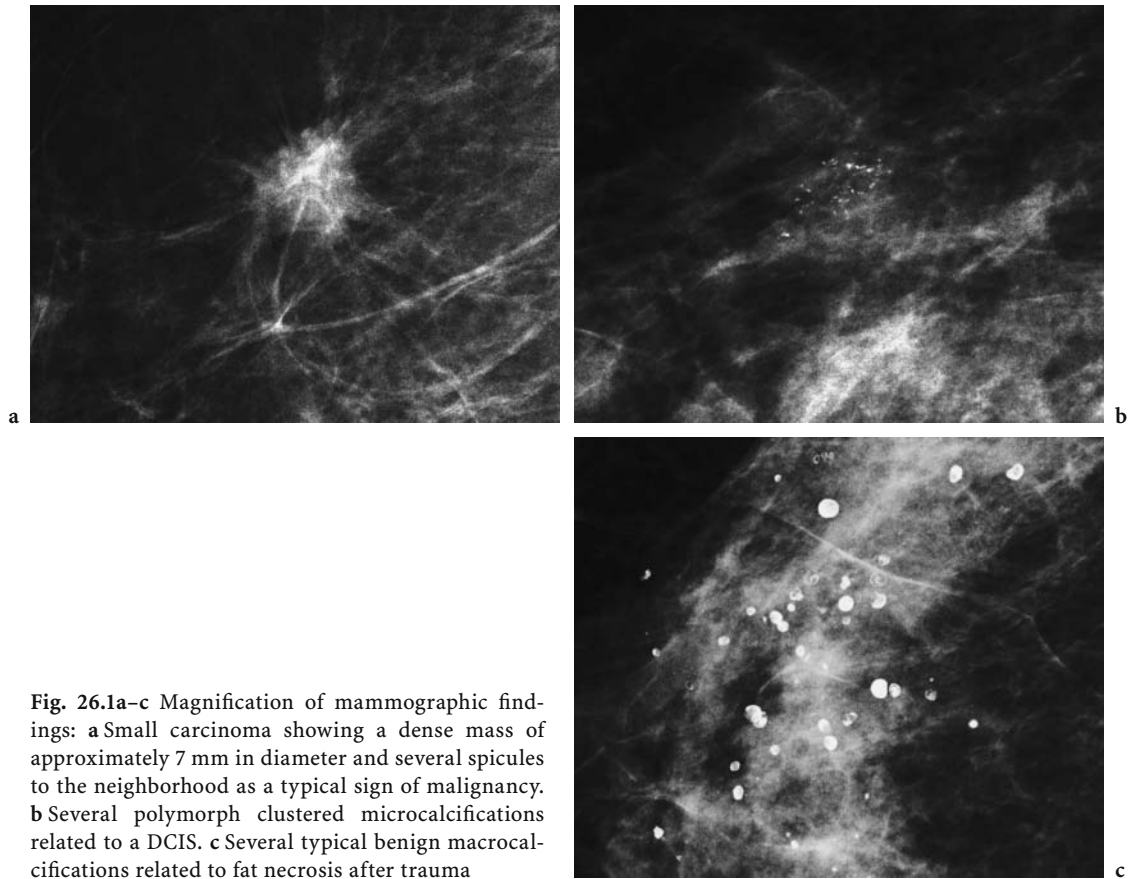 a
b
Fig. 26.1a–c Magnification of mammographic find-
ings: a Small carcinoma showing a dense mass of
approximately 7 mm in diameter and several spicules
to the neighborhood as a typical sign of malignancy.
b Several polymorph clustered microcalcifications
related to a DCIS. c Several typical benign macrocal-
cifications related to fat necrosis after trauma
c